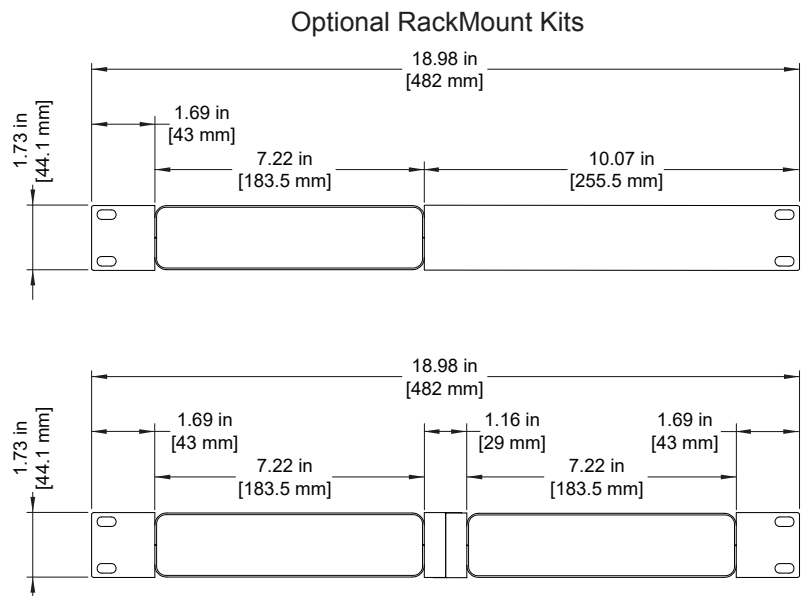 Optional RackMount Kits
18.98 in
[482 mm]
1.69 in
[43 mm]
1.73 in
[44.1 mm]
7.22 in
[183.5 mm]
10.07 in
[255.5 mm]
18.98 in
[482 mm]
1.69 in
[43 mm]
1.16 in
[29 mm]
1.69 in
[43 mm]
1.73 in
[44.1 mm]
7.22 in
[183.5 mm]
7.22 in
[183.5 mm]